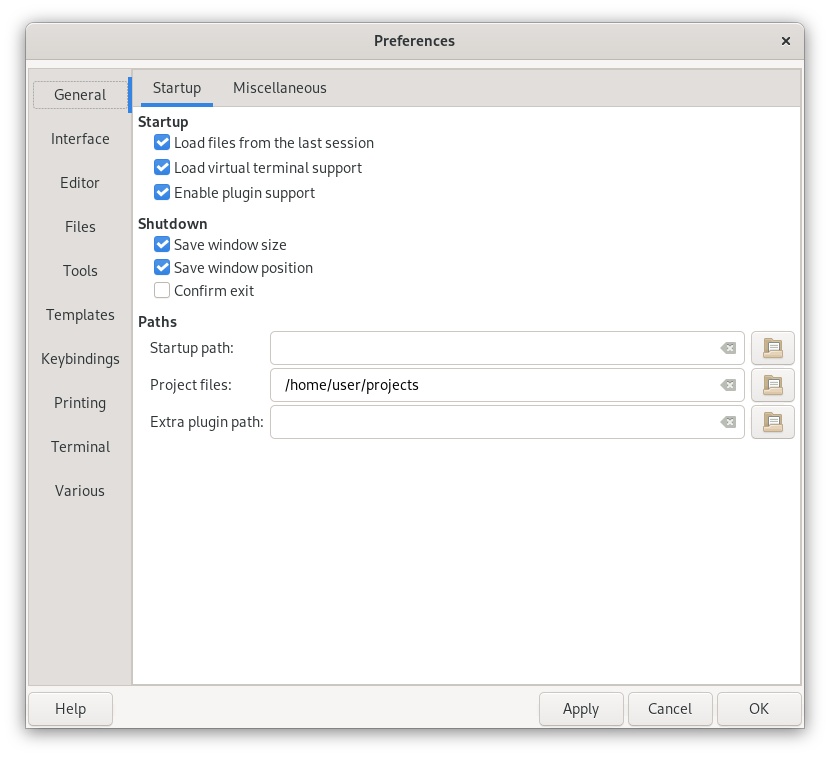 Preferences
General
Interface
Editor
Files
Tools
Templates
Keybindings
Printing
Terminal
Various
Startup Miscellaneous
Startup
Load files from the last session
Load virtual terminal support
Enable plugin support
Shutdown
Save window size
Save window position
Confirm exit
Paths
Startup path:
Project files: /home/user/projects
Extra plugin path:
Help Apply Cancel OK